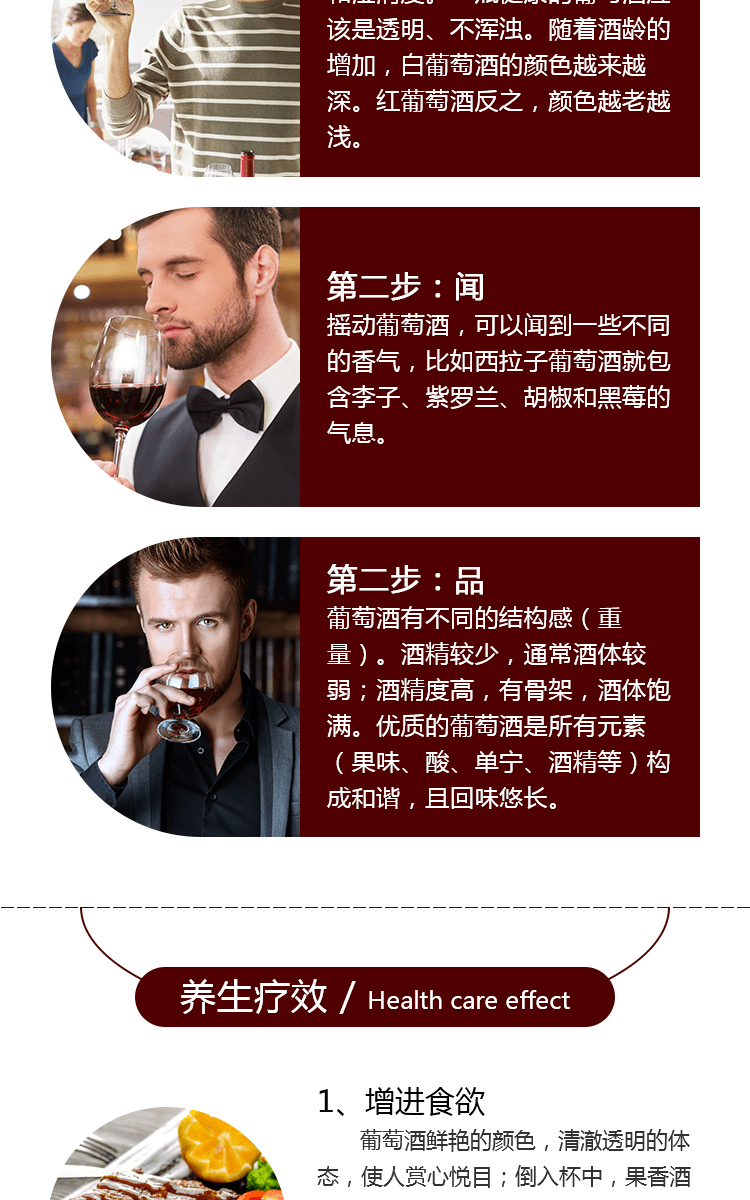 该是透明、不浑浊。随着酒龄的
增加，白葡萄酒的颜色越来越
深。红葡萄酒反之，颜色越老越
浅。
第二步：闻
摇动葡萄酒，可以闻到一些不同
的香气，比如西拉子葡萄酒就包
含李子、紫罗兰、胡椒和黑莓的
气息。
第二步：品
葡萄酒有不同的结构感（重
量）。酒精较少，通常酒体较
弱；酒精度高，有骨架，酒体饱
满。优质的葡萄酒是所有元素
（果味、酸、单宁、酒精等）构
成和谐，且回味悠长。
养生疗效 / Health care effect
1、增进食欲
葡萄酒鲜艳的颜色，清澈透明的体
态，使人赏心悦目；倒入杯中，果香酒